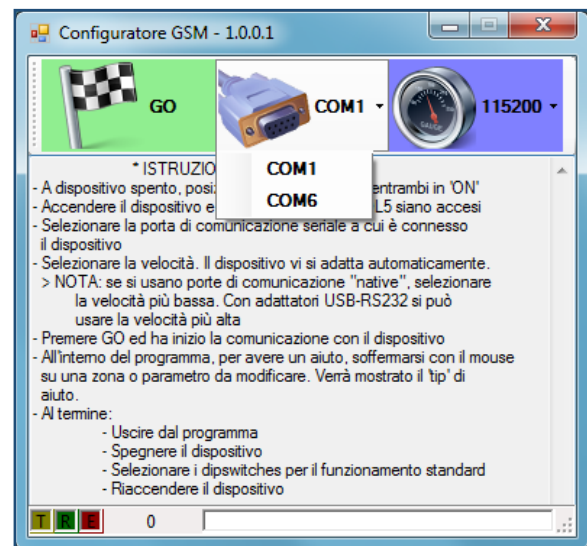 Configuratore GSM - 1.0.0.1
GO
COM1
GAUGE
115200
COM1
COM6
* ISTRUZIO
- A dispositivo spento, entrambi in 'ON'
- Accendere il dispositivo e L5 siano accesi
- Selezionare la porta di comunicazione seriale a cui è connesso
il dispositivo
- Selezionare la velocità. Il dispositivo vi si adatta automaticamente.
> NOTA: se si usano porte di comunicazione "native", selezionare
la velocità più bassa. Con adattatori USB-RS232 si può
usare la velocità più alta
- Premere GO ed ha inizio la comunicazione con il dispositivo
- All'interno del programma, per avere un aiuto, soffermarsi con il mouse
su una zona o parametro da modificare. Verrà mostrato il 'tip' di
aiuto.
- Al termine:
- Uscire dal programma
- Spegnere il dispositivo
- Selezionare i dipswitches per il funzionamento standard
- Riaccendere il dispositivo
T R E 0